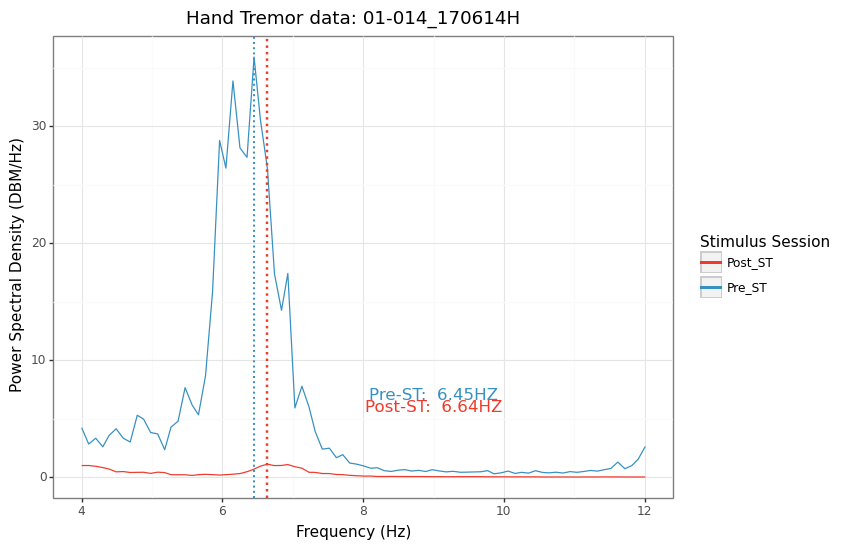 Hand Tremor data: 01-014_170614H
Power Spectral Density (DBM/Hz)
30
20
10
0
Pre-ST:  6.45HZ
Post-ST:  6.64HZ
4
6
8
10
12
Frequency (Hz)
Stimulus Session
Post_ST
Pre_ST